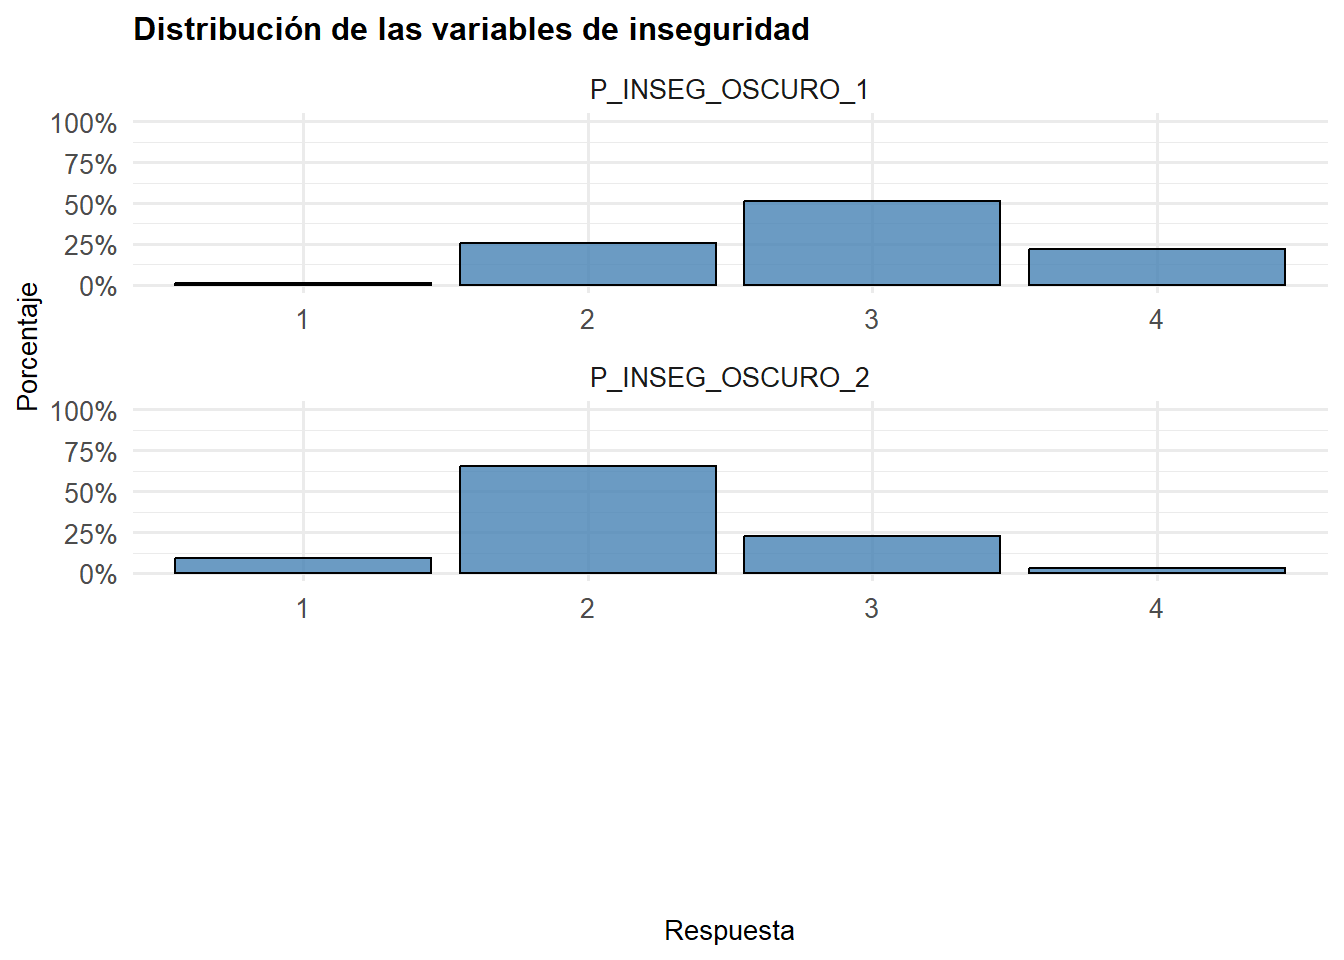 Distribución de las variables de inseguridad
P_INSEG_OSCURO_1
100%
75%
50%
25%
0%
1 2 3 4
Porcentaje
P_INSEG_OSCURO_2
100%
75%
50%
25%
0%
1 2 3 4
Respuesta